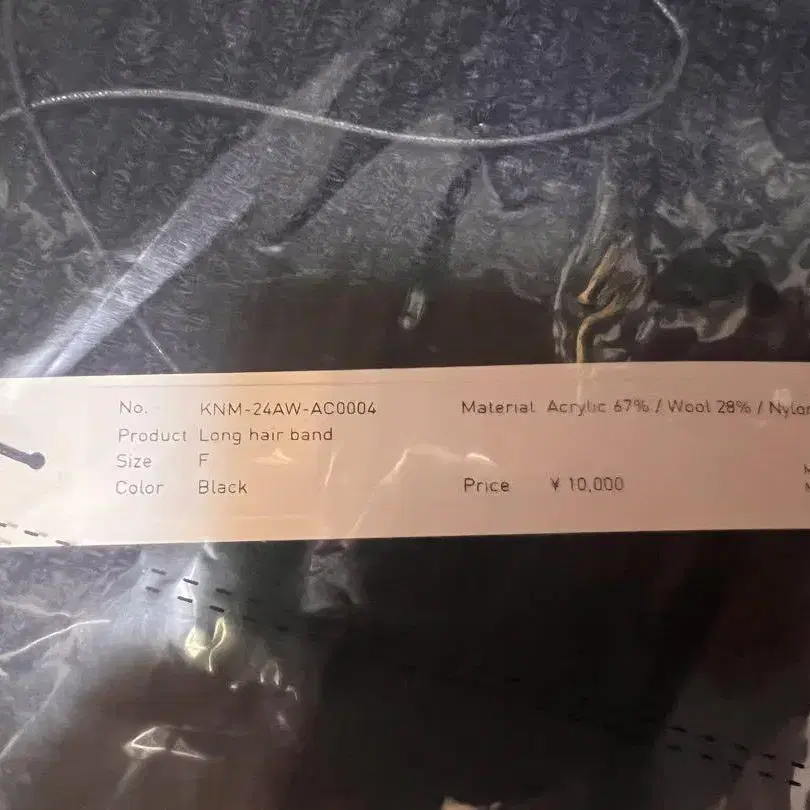 No. KNM-24AW-AC0004
Product Long hair band
Size F
Color Black
Material Acrylic 67% / Wool 28% /
Price ¥ 10,000